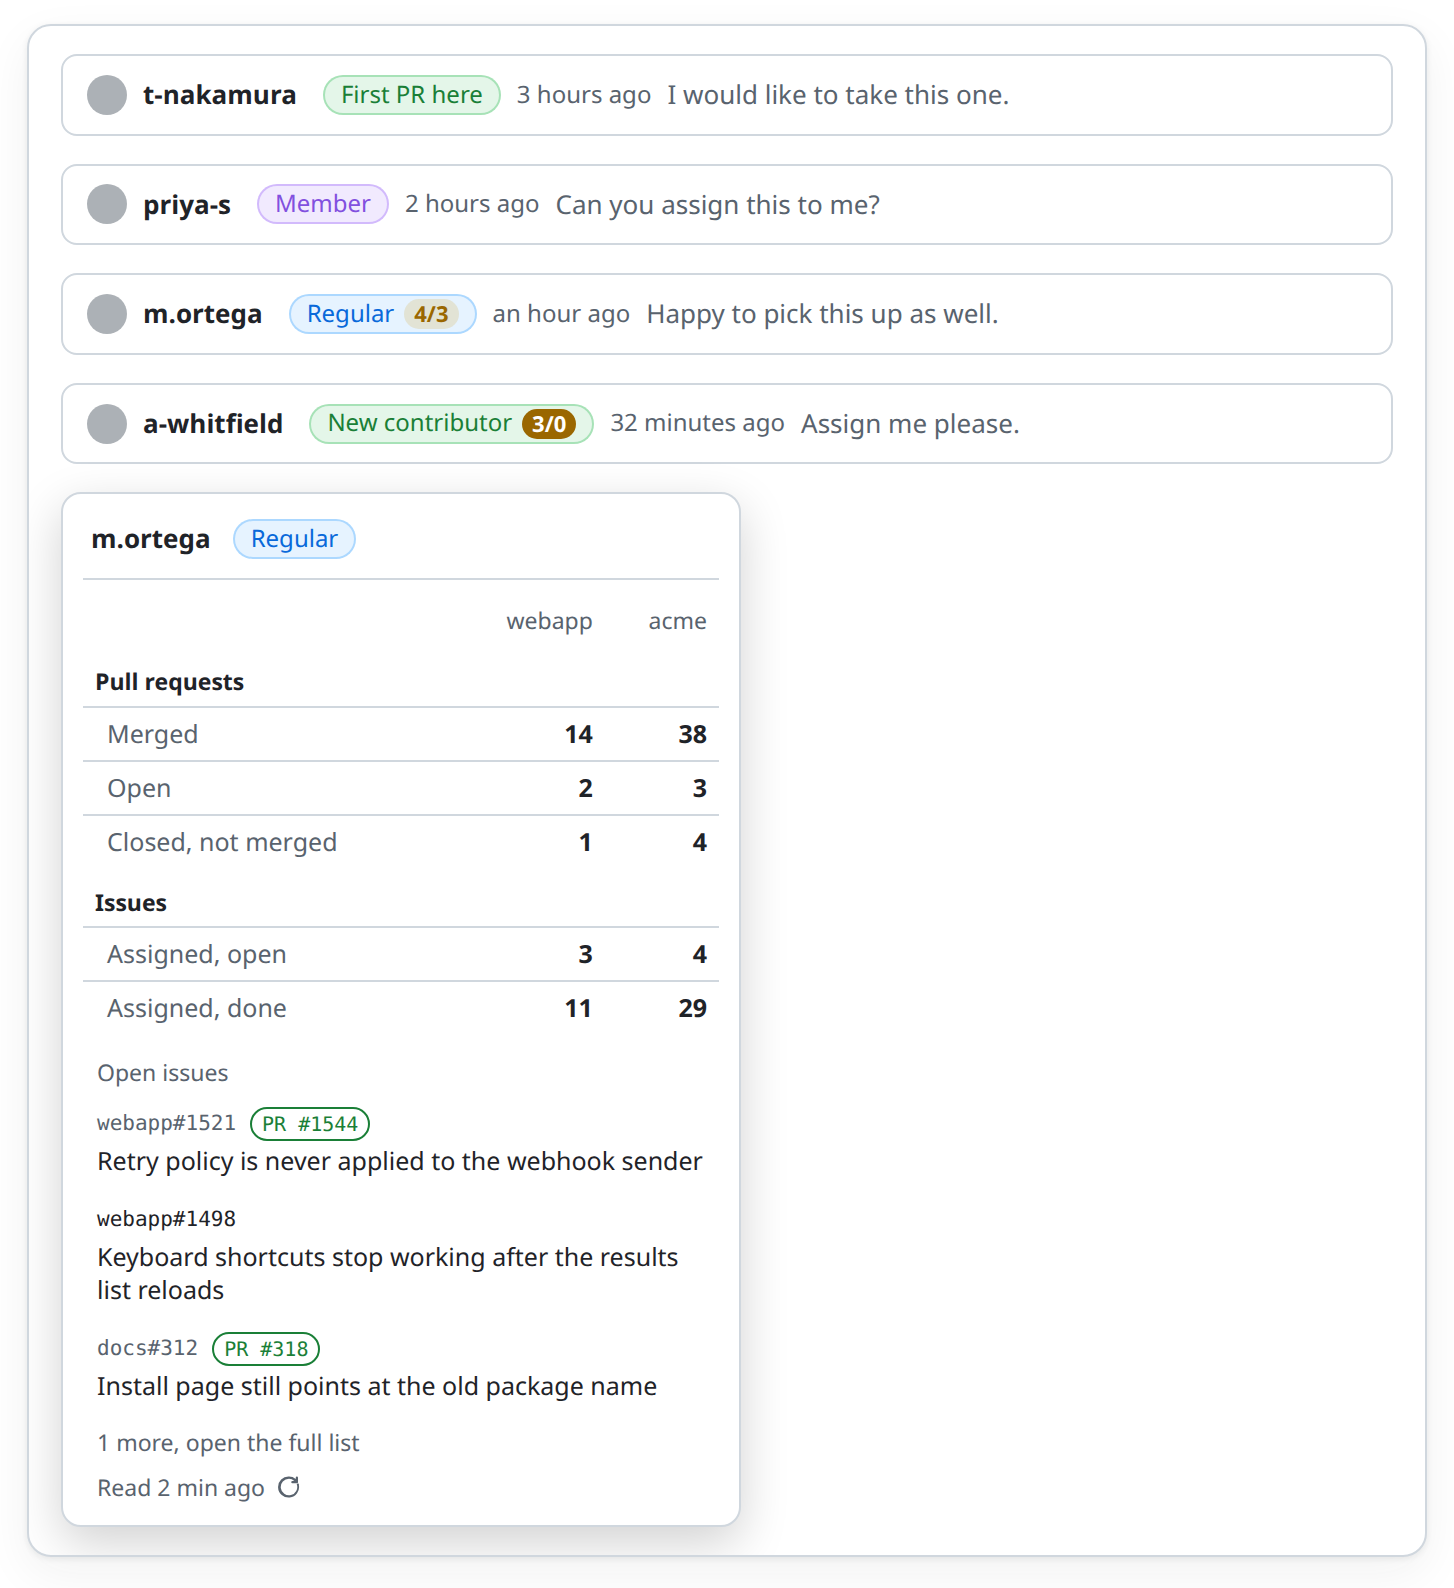 t-nakamura First PR here 3 hours ago I would like to take this one.
priya-s Member 2 hours ago Can you assign this to me?
m.ortega Regular 4/3 an hour ago Happy to pick this up as well.
a-whitfield New contributor 3/0 32 minutes ago Assign me please.
m.ortega Regular
webapp acme
Pull requests
Merged 14 38
Open 2 3
Closed, not merged 1 4
Issues
Assigned, open 3 4
Assigned, done 11 29
Open issues
webapp#1521 PR #1544
Retry policy is never applied to the webhook sender
webapp#1498
Keyboard shortcuts stop working after the results
list reloads
docs#312 PR #318
Install page still points at the old package name
1 more, open the full list
Read 2 min ago